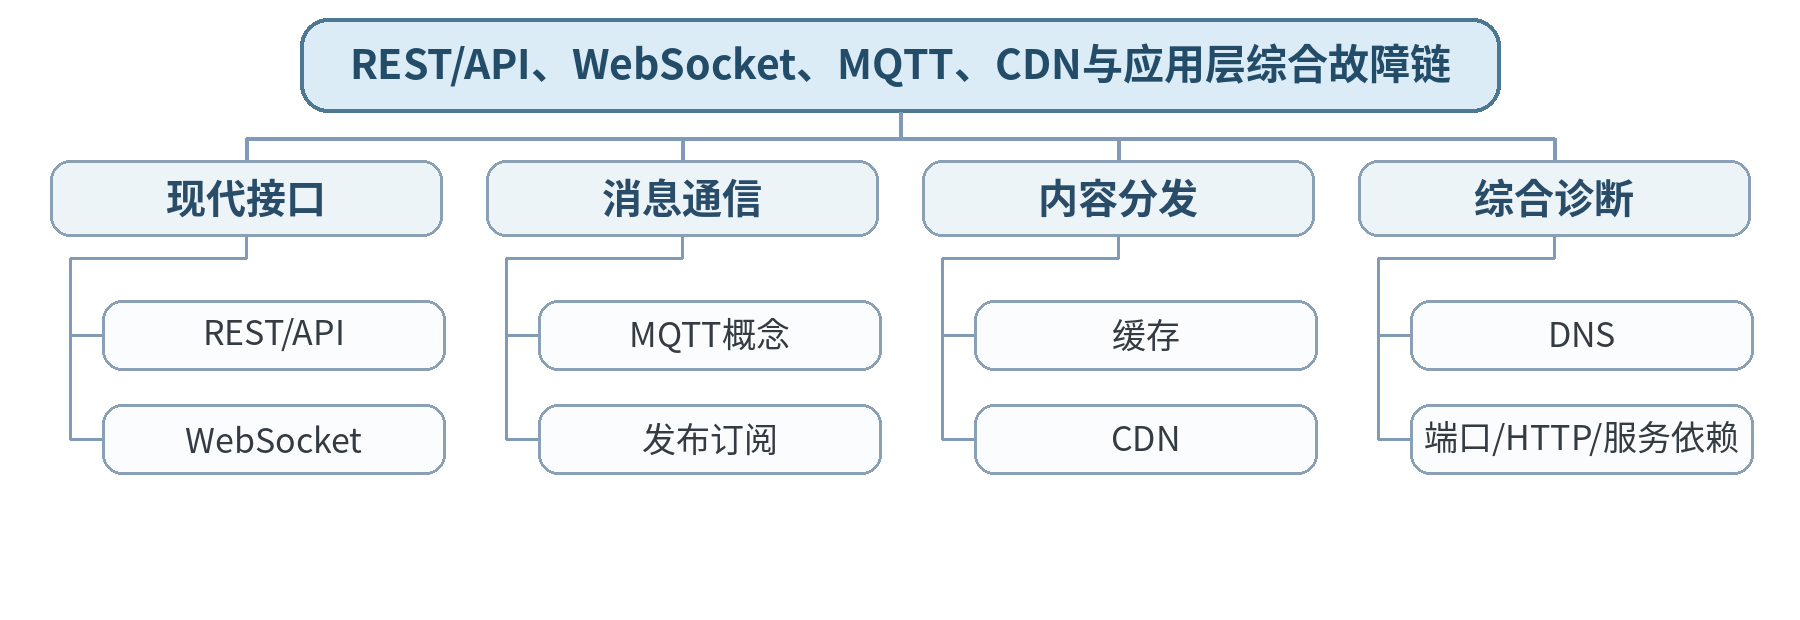 REST/API、WebSocket、MQTT、CDN与应用层综合故障链
现代接口
消息通信
内容分发
综合诊断
REST/API
MQTT概念
缓存
DNS
WebSocket
发布订阅
CDN
端口/HTTP/服务依赖